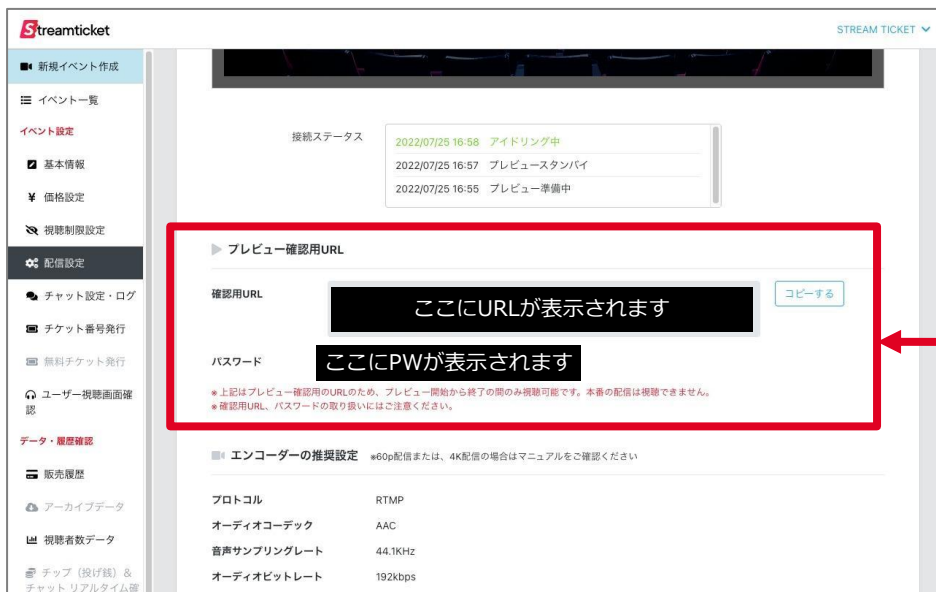 Streamticket
STREAM TICKET
新規イベント作成
イベント一覧
イベント設定
基本情報
¥ 価格設定
視聴制限設定
配信設定
チャット設定・ログ
チケット番号発行
無料チケット発行
ユーザー視聴画面確
認
データ・履歴確認
販売履歴
アーカイブデータ
視聴者数データ
チップ（投げ銭）&
チャット リアルタイム確
接続ステータス
2022/07/25 16:58 アイドリング中
2022/07/25 16:57 プレビュースタンバイ
2022/07/25 16:55 プレビュー準備中
プレビュー確認用URL
確認用URL
ここにURLが表示されます
コピーする
パスワード
ここにPWが表示されます
※上記はプレビュー確認用のURLのため、プレビュー開始から終了の間のみ視聴可能です。本番の配信は視聴できません。
※確認用URL、パスワードの取り扱いにはご注意ください。
エンコーダーの推奨設定 ※60p配信または、4K配信の場合はマニュアルをご確認ください
プロトコル RTMP
オーディオコーデック AAC
音声サンプリングレート 44.1KHz
オーディオビットレート 192kbps